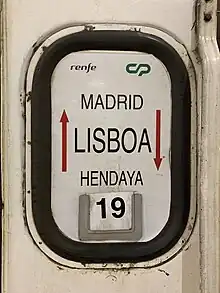 renfe CP
MADRID
LISBOA
HENDAYA
19